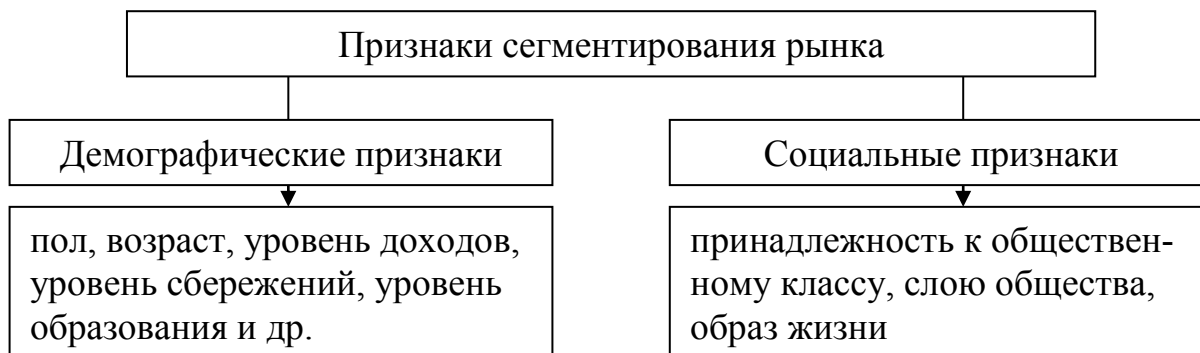 Признаки сегментирования рынка
Демографические признаки
Социальные признаки
пол, возраст, уровень доходов,
уровень сбережений, уровень
образования и др.
принадлежность к обществен-
ному классу, слою общества,
образ жизни